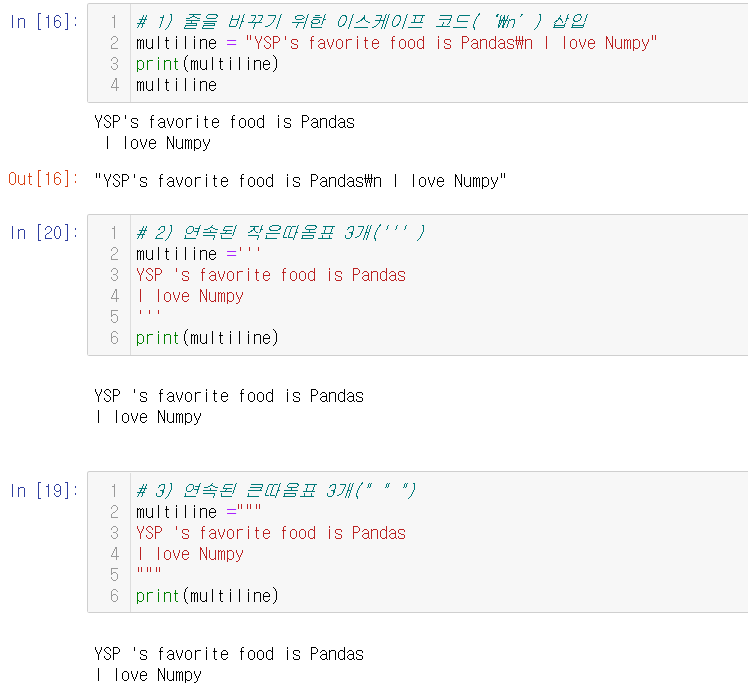 In [16]:
1 # 1) 줄을 바꾸기 위한 이스케이프 코드( '₩n' ) 삽입
2 multiline = "YSP's favorite food is Pandas₩n I love Numpy"
3 print(multiline)
4 multiline
YSP's favorite food is Pandas
I love Numpy
Out[16]: "YSP's favorite food is Pandas₩n I love Numpy"
In [20]:
1 # 2) 연속된 작은따옴표 3개(''' )
2 multiline ='''
3 YSP 's favorite food is Pandas
4 I love Numpy
5 '''
6 print(multiline)
YSP 's favorite food is Pandas
I love Numpy
In [19]:
1 # 3) 연속된 큰따옴표 3개(" " ")
2 multiline ="""
3 YSP 's favorite food is Pandas
4 I love Numpy
5 """
6 print(multiline)
YSP 's favorite food is Pandas
I love Numpy